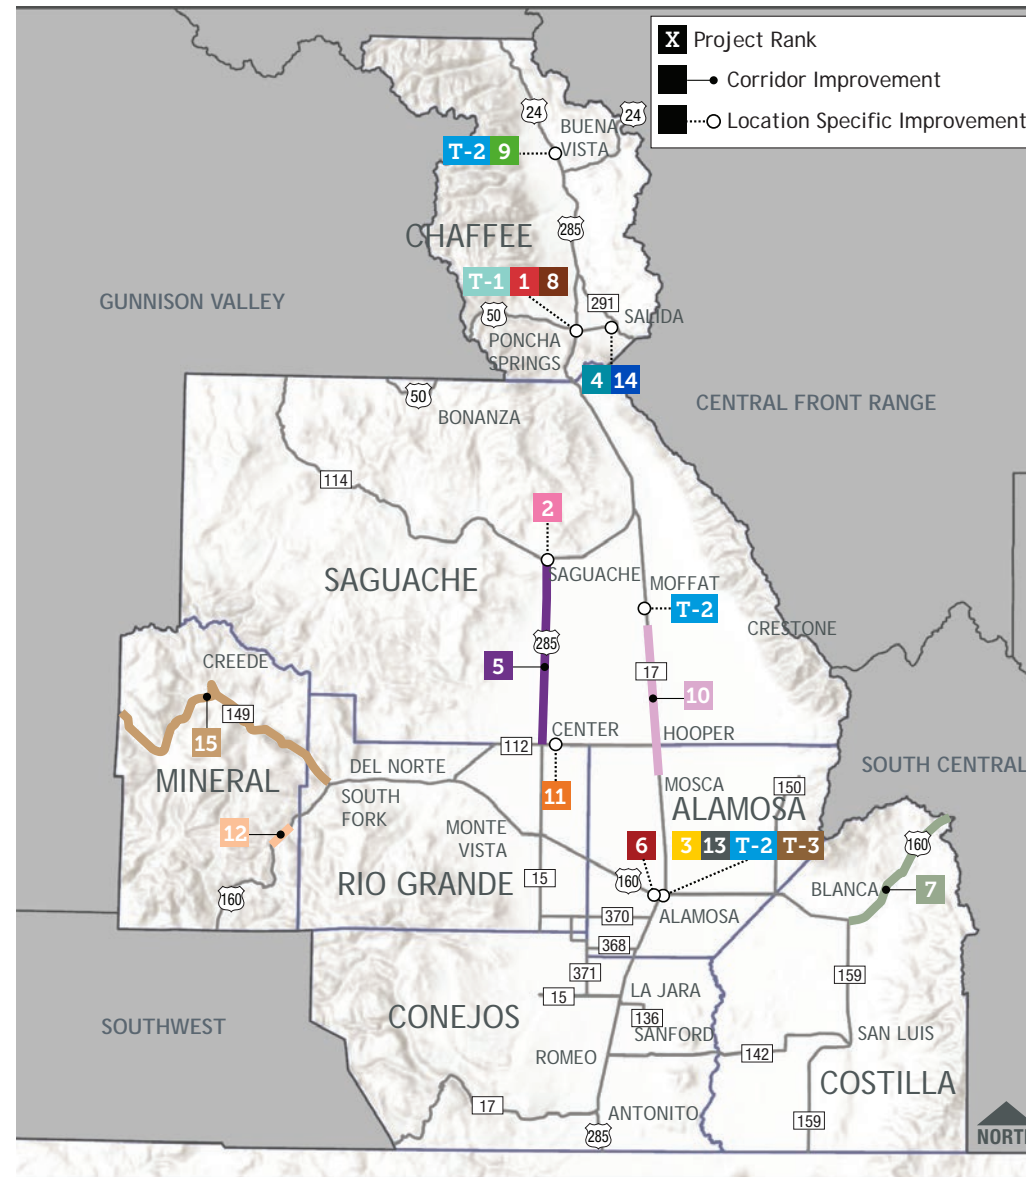 X Project Rank
Corridor Improvement
Location Specific Improvement
24
24
BUENA
VISTA
T-2 9
285
CHAFFEE
T-1 1 8
GUNNISON VALLEY
291
50
SALIDA
PONCHA
SPRINGS
4 14
50
CENTRAL FRONT RANGE
BONANZA
114
2
SAGUACHE
SAGUACHE
MOFFAT
T-2
CRESTONE
285
CREEDE
5
17
10
149
15
CENTER
HOOPER
112
DEL NORTE
SOUTH CENTRAL
MINERAL
SOUTH
FORK
11
MOSCA
150
ALAMOSA
12
MONTE
VISTA
6
3 13 T-2 T-3
160
RIO GRANDE
15
160
BLANCA
7
160
370
ALAMOSA
368
371
159
LA JARA
15
CONEJOS
136
SANFORD
SOUTHWEST
SAN LUIS
ROMEO
142
COSTILLA
17
ANTONITO
159
285
NORTH